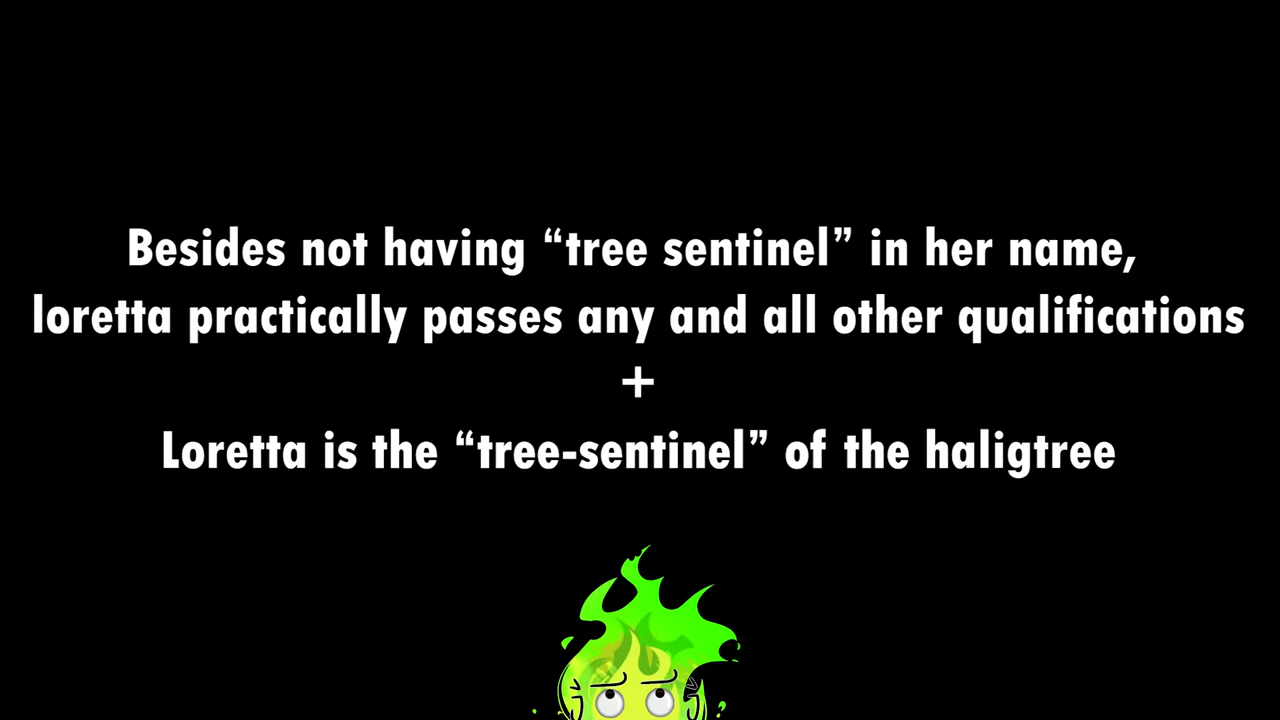 Besides not having “tree sentinel” in her name,
loretta practically passes any and all other qualifications
+
Loretta is the “tree-sentinel” of the haligtree